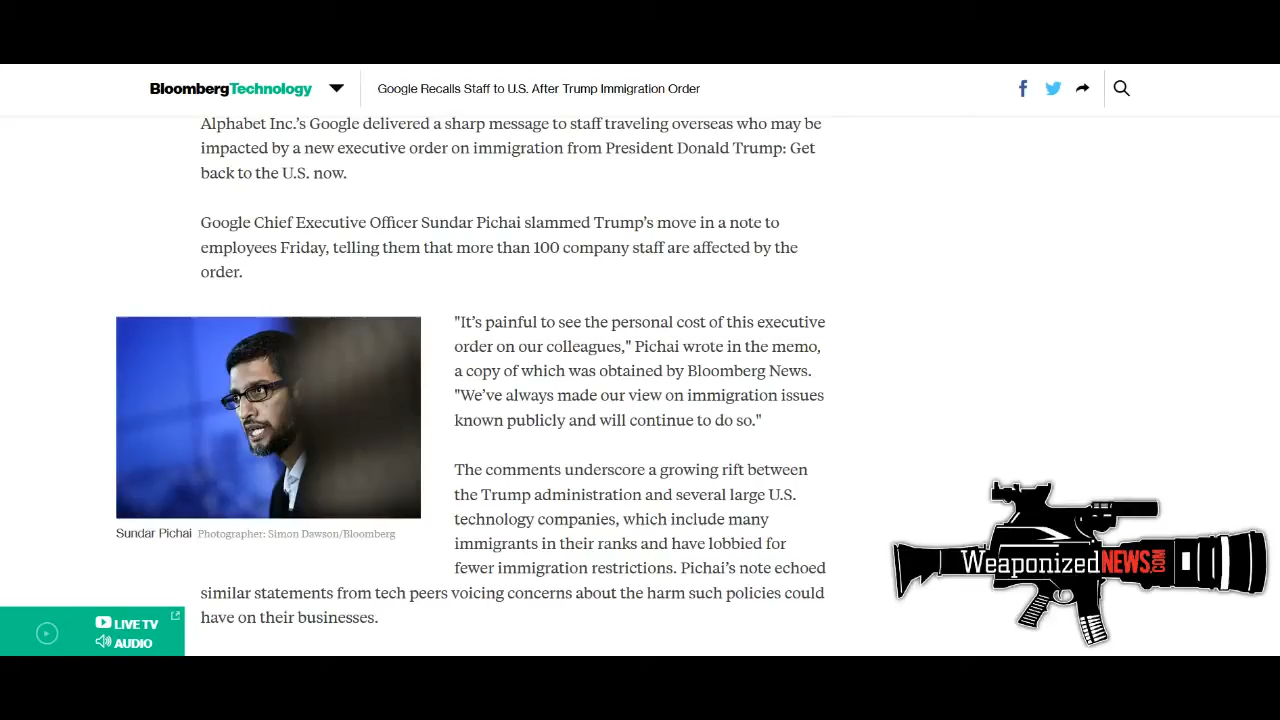 BloombergTechnology
Google Recalls Staff to U.S. After Trump Immigration Order
Alphabet Inc.’s Google delivered a sharp message to staff traveling overseas who may be
impacted by a new executive order on immigration from President Donald Trump: Get
back to the U.S. now.
Google Chief Executive Officer Sundar Pichai slammed Trump’s move in a note to
employees Friday, telling them that more than 100 company staff are affected by the
order.
"It’s painful to see the personal cost of this executive
order on our colleagues," Pichai wrote in the memo,
a copy of which was obtained by Bloomberg News.
"We’ve always made our view on immigration issues
known publicly and will continue to do so."
The comments underscore a growing rift between
the Trump administration and several large U.S.
technology companies, which include many
immigrants in their ranks and have lobbied for
fewer immigration restrictions. Pichai’s note echoed
similar statements from tech peers voicing concerns about the harm such policies could
have on their businesses.
Sundar Pichai Photographer: Simon Dawson/Bloomberg
LIVE TV
AUDIO
WeaponizedNEWS.COM